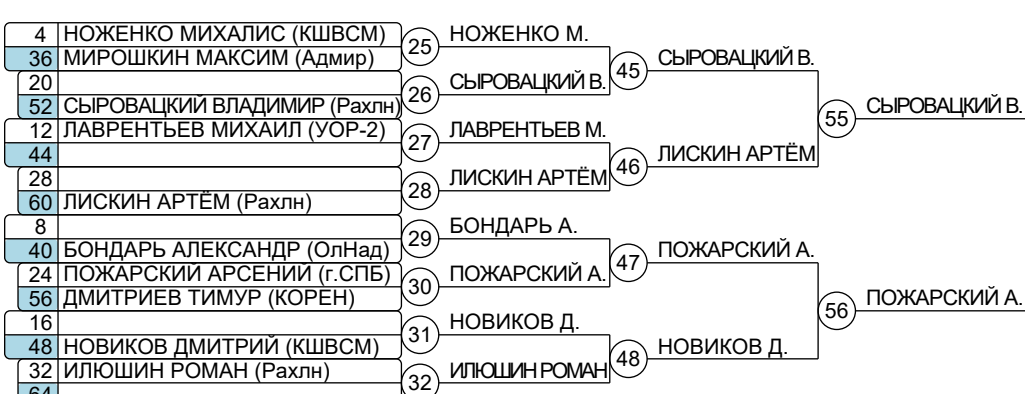 4 НОЖЕНКО МИХАЛИС (КШВСМ)
36 МИРОШКИН МАКСИМ (Адмир)
20
52 СЫРОВАЦКИЙ ВЛАДИМИР (Рахлн)
12 ЛАВРЕНТЬЕВ МИХАИЛ (УОР-2)
44
28
60 ЛИСКИН АРТЁМ (Рахлн)
8
40 БОНДАРЬ АЛЕКСАНДР (ОлНад)
24 ПОЖАРСКИЙ АРСЕНИЙ (г.СПБ)
56 ДМИТРИЕВ ТИМУР (КОРЕН)
16
48 НОВИКОВ ДМИТРИЙ (КШВСМ)
32 ИЛЮШИН РОМАН (Рахлн)
64
25 НОЖЕНКО М.
26 СЫРОВАЦКИЙ В.
27 ЛАВРЕНТЬЕВ М.
28 ЛИСКИН АРТЁМ
29 БОНДАРЬ А.
30 ПОЖАРСКИЙ А.
31 НОВИКОВ Д.
32 ИЛЮШИН РОМАН
45 СЫРОВАЦКИЙ В.
46 ЛИСКИН АРТЁМ
47 ПОЖАРСКИЙ А.
48 НОВИКОВ Д.
55 СЫРОВАЦКИЙ В.
56 ПОЖАРСКИЙ А.